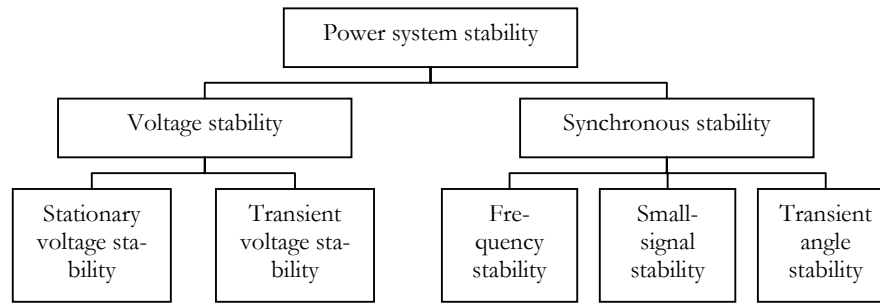 Power system stability
Voltage stability
Synchronous stability
Stationary
voltage sta-
bility
Transient
voltage sta-
bility
Fre-
quency
stability
Small-
signal
stability
Transient
angle
stability